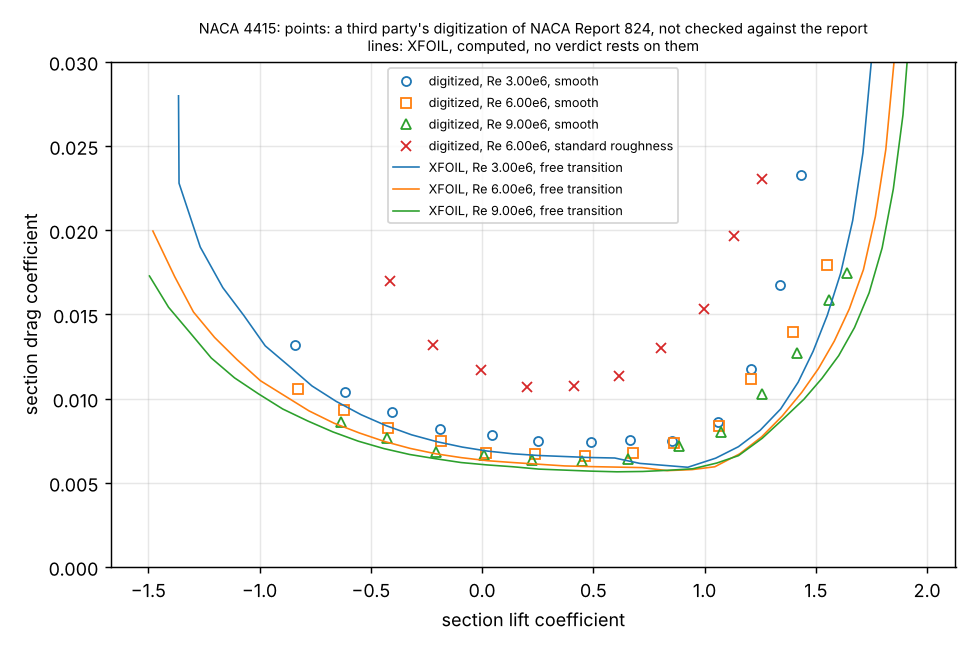 NACA 4415: points: a third party's digitization of NACA Report 824, not checked against the report
lines: XFOIL, computed, no verdict rests on them
section drag coefficient
0.030
0.025
0.020
0.015
0.010
0.005
0.000
digitized, Re 3.00e6, smooth
digitized, Re 6.00e6, smooth
digitized, Re 9.00e6, smooth
digitized, Re 6.00e6, standard roughness
XFOIL, Re 3.00e6, free transition
XFOIL, Re 6.00e6, free transition
XFOIL, Re 9.00e6, free transition
−1.5 −1.0 −0.5 0.0 0.5 1.0 1.5 2.0
section lift coefficient